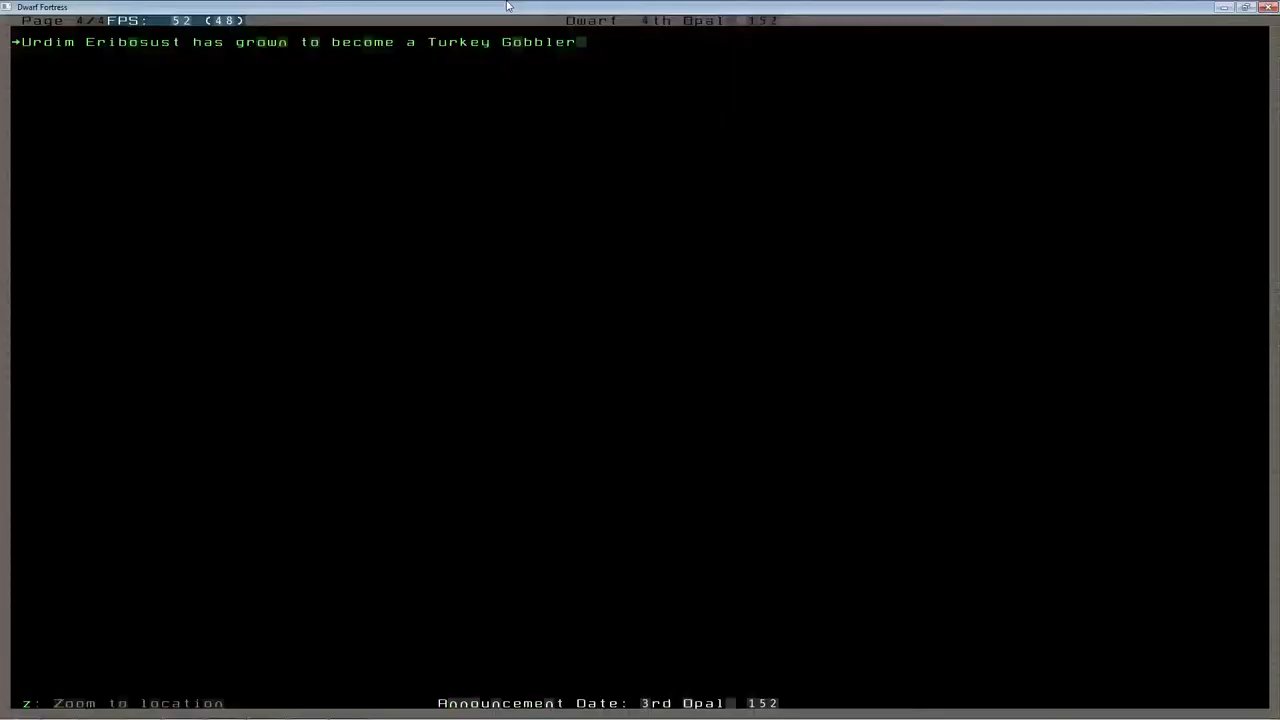 Dwarf Fortress
Page 4/4 FPS: 52 (48) Dwarf 4th Opal 152
→Urdim Eribosust has grown to become a Turkey Gobbler
z: Zoom to location Announcement Date: 3rd Opal 152